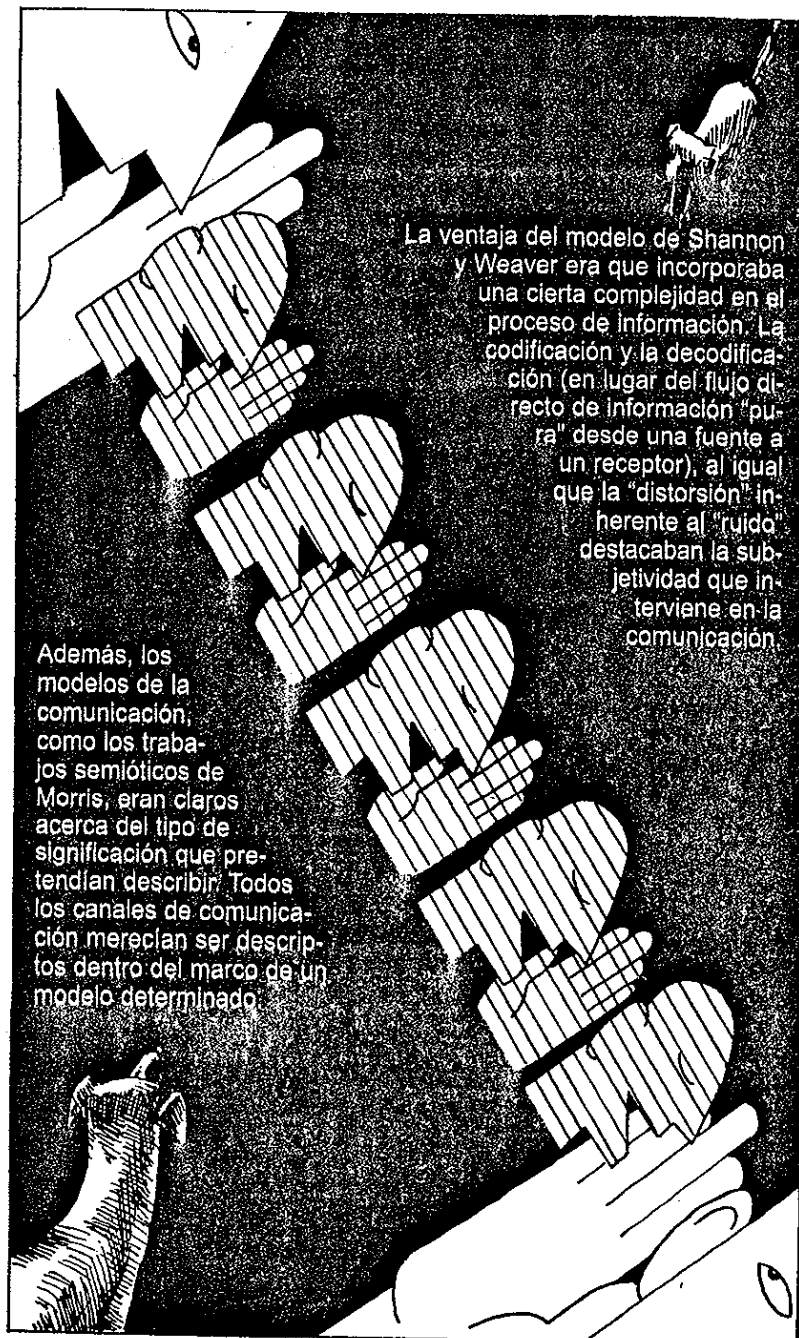 La ventaja del modelo de Shannon
y Weaver era que incorporaba
una cierta complejidad en el
proceso de información. La
codificación y la decodifica-
ción (en lugar del flujo di-
recto de información "pu-
ra" desde una fuente a
un receptor), al igual
que la "distorsión" in-
herente al "ruido"
destacaban la sub-
jetividad que in-
terviene en la
comunicación.
Además, los
modelos de la
comunicación,
como los traba-
jos semióticos de
Morris, eran claros
acerca del tipo de
significación que pre-
tendían describir. Todos
los canales de comunica-
ción merecían ser descrip-
tos dentro del marco de un
modelo determinado.